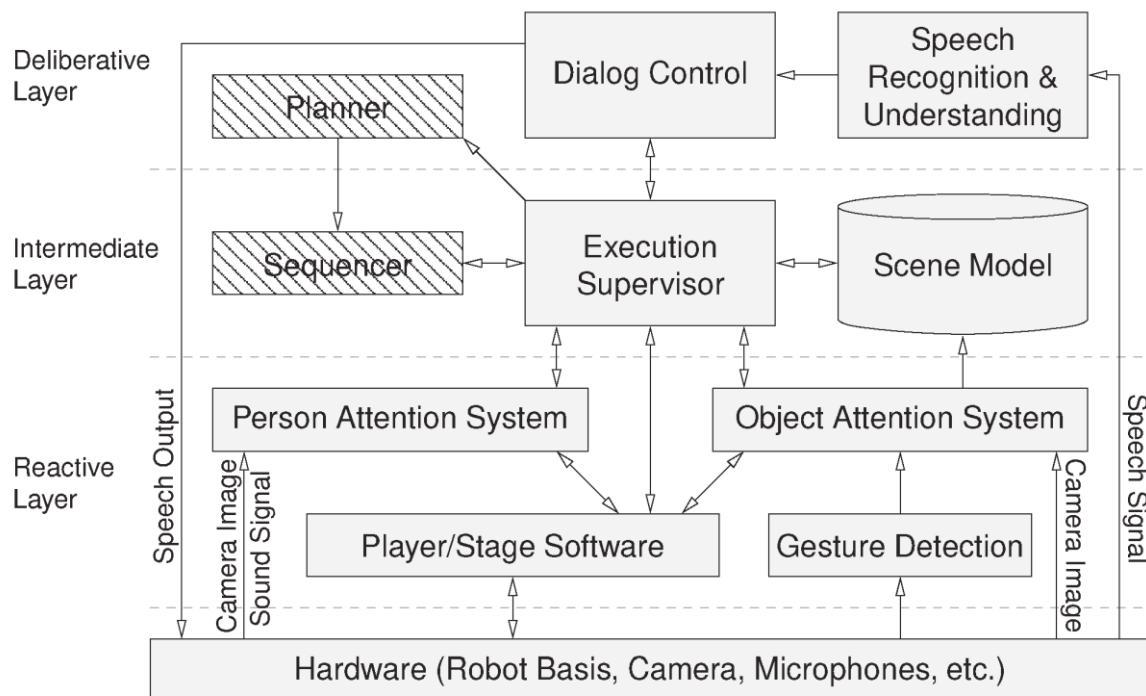 Deliberative
Layer
Planner
Dialog Control
Speech
Recognition &
Understanding
Intermediate
Layer
Sequencer
Execution
Supervisor
Scene Model
Reactive
Layer
Speech Output
Camera Image
Sound Signal
Person Attention System
Object Attention System
Camera Image
Speech Signal
Player/Stage Software
Gesture Detection
Hardware (Robot Basis, Camera, Microphones, etc.)